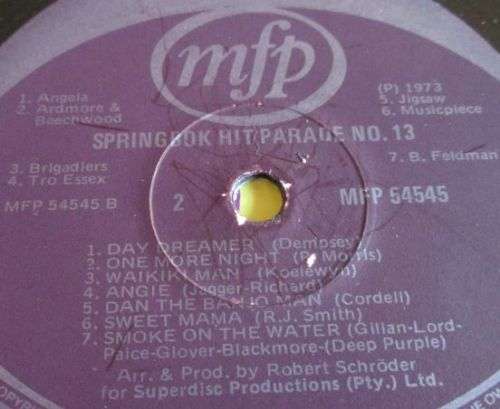 mfp
1. Angela
2. Ardmore &
Beechwood
(P) 1973
5. Jigsaw
6. Musicpiece
SPRINGBOK HIT PARADE NO. 13
3. Brigadiers
4. Tro Essex
7. B. Feldman
MFP 54545 B
2
MFP 54545
1. DAY DREAMER (Dempsey)
2. ONE MORE NIGHT (P. Morris)
3. WAIKIKI MAN (Koelewyn)
4. ANGIE (Jagger-Richard)
5. DAN THE BANJO MAN (Cordell)
6. SWEET MAMA (R.J. Smith)
7. SMOKE ON THE WATER (Gillan-Lord-
Paice-Glover-Blackmore-(Deep Purple)
Arr. & Prod. by Robert Schröder
for Superdisc Productions (Pty.) Ltd.